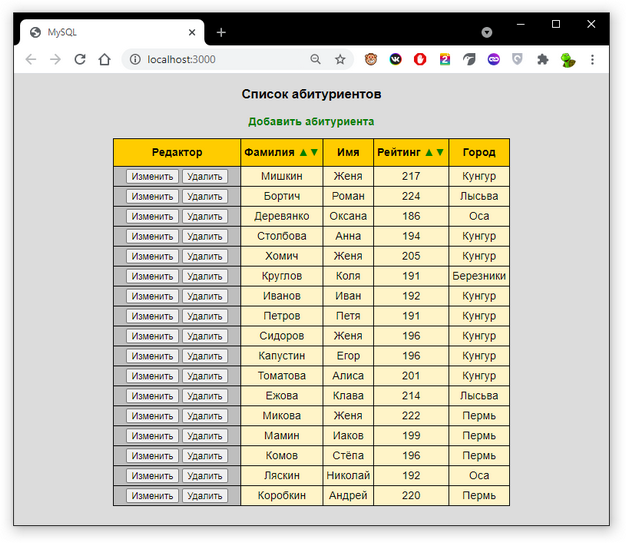 MySQL
localhost:3000
Список абитуриентов
Добавить абитуриента
Редактор Фамилия ▲▼ Имя Рейтинг ▲▼ Город
Изменить Удалить Мишкин Женя 217 Кунгур
Изменить Удалить Бортич Роман 224 Лысьва
Изменить Удалить Деревянко Оксана 186 Оса
Изменить Удалить Столбова Анна 194 Кунгур
Изменить Удалить Хомич Женя 205 Кунгур
Изменить Удалить Круглов Коля 191 Березники
Изменить Удалить Иванов Иван 192 Кунгур
Изменить Удалить Петров Петя 191 Кунгур
Изменить Удалить Сидоров Женя 196 Кунгур
Изменить Удалить Капустин Егор 196 Кунгур
Изменить Удалить Томатова Алиса 201 Кунгур
Изменить Удалить Ежова Клава 214 Лысьва
Изменить Удалить Микова Женя 222 Пермь
Изменить Удалить Мамин Иаков 199 Пермь
Изменить Удалить Комов Стёпа 196 Пермь
Изменить Удалить Ляскин Николай 192 Оса
Изменить Удалить Коробкин Андрей 220 Пермь